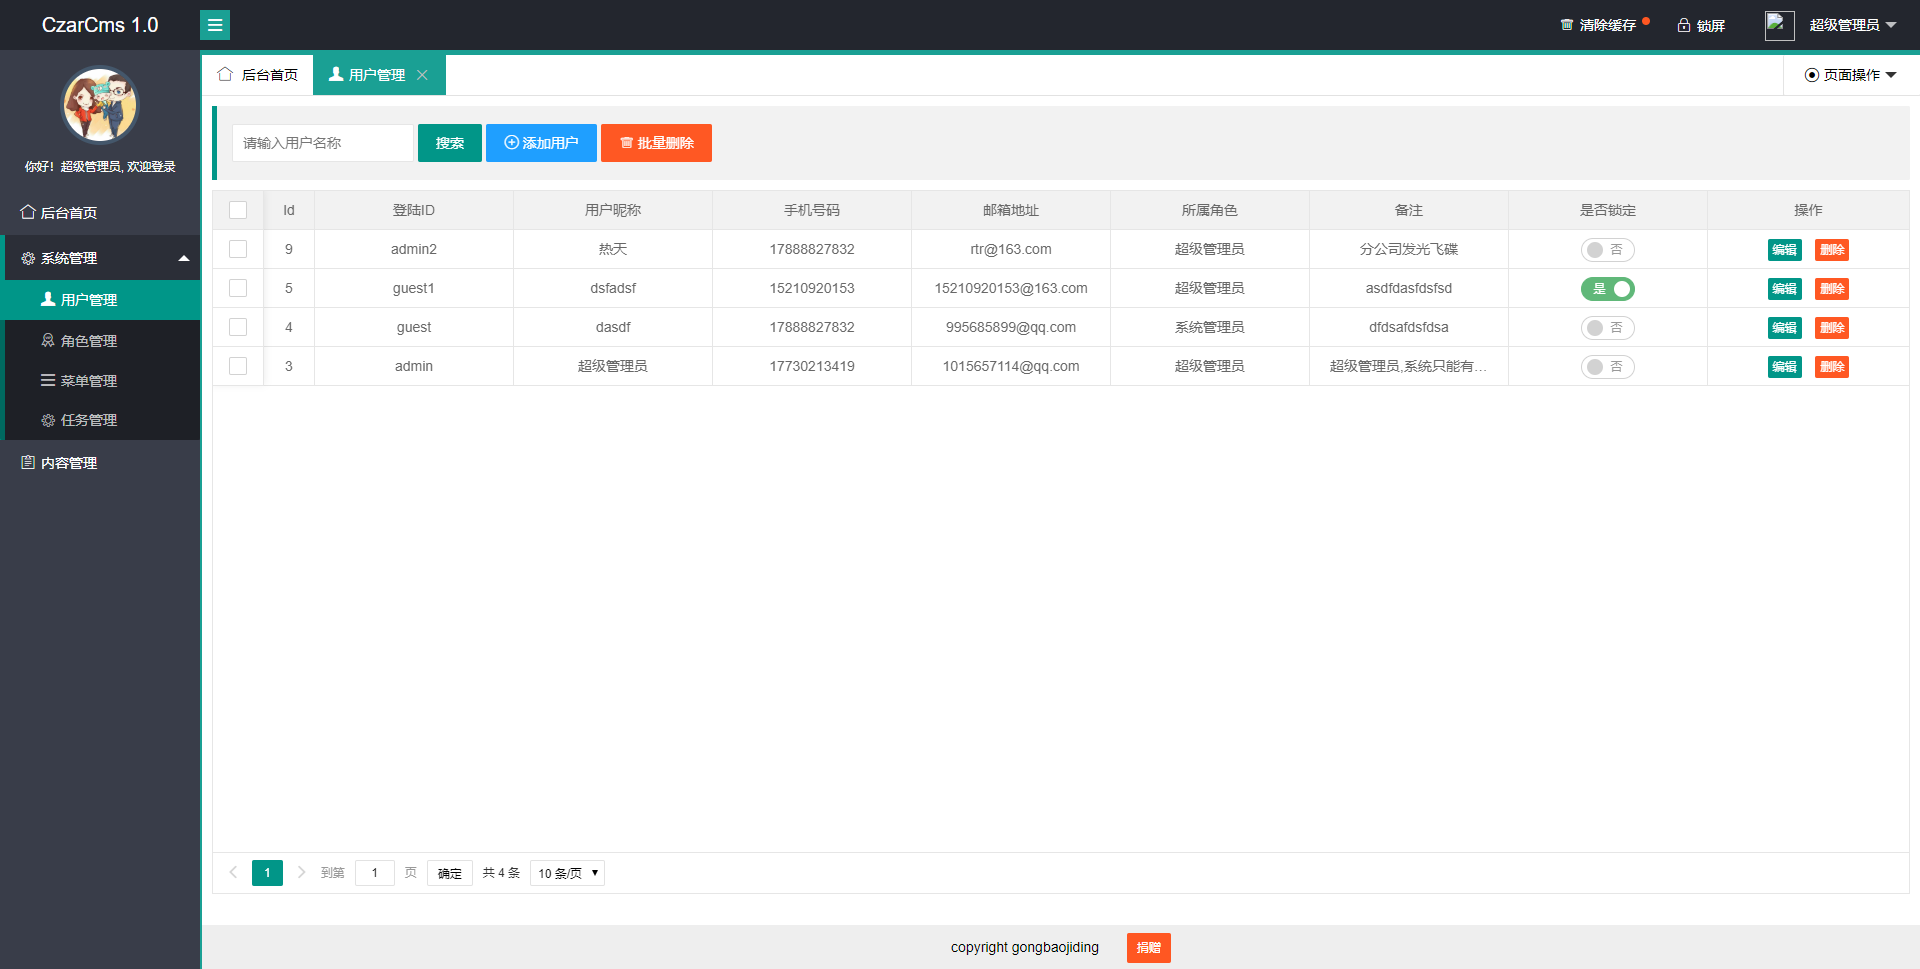 CzarCms 1.0
清除缓存
锁屏
超级管理员
你好！超级管理员, 欢迎登录
后台首页
系统管理
用户管理
角色管理
菜单管理
任务管理
内容管理
后台首页
用户管理
页面操作
请输入用户名称
搜索
添加用户
批量删除
Id 登陆ID 用户昵称 手机号码 邮箱地址 所属角色 备注 是否锁定 操作
9 admin2 热天 17888827832 rtr@163.com 超级管理员 分公司发光飞碟 否 编辑 删除
5 guest1 dsfadsf 15210920153 15210920153@163.com 超级管理员 asdfdasfdsfsd 是 编辑 删除
4 guest dasdf 17888827832 995685899@qq.com 系统管理员 dfdsafdsfdsa 否 编辑 删除
3 admin 超级管理员 17730213419 1015657114@qq.com 超级管理员 超级管理员,系统只能有... 否 编辑 删除
1 到第 1 页 确定 共 4 条 10 条/页
copyright gongbaojiding 捐赠